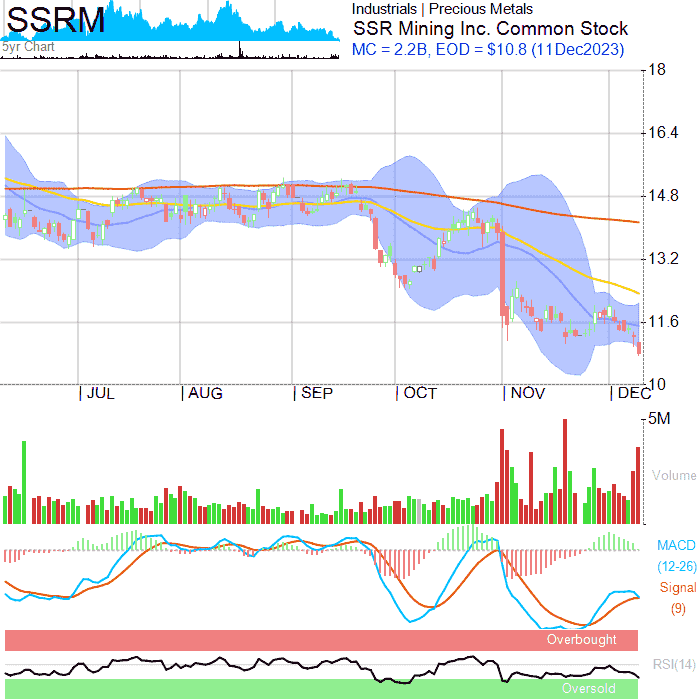 SSRM
5yr Chart
Industrials | Precious Metals
SSR Mining Inc. Common Stock
MC = 2.2B, EOD = $10.8 (11Dec2023)
18
16.4
14.8
13.2
11.6
10
JUL
AUG
SEP
OCT
NOV
DEC
5M
Volume
MACD
(12-26)
Signal
(9)
Overbought
RSI(14)
Oversold